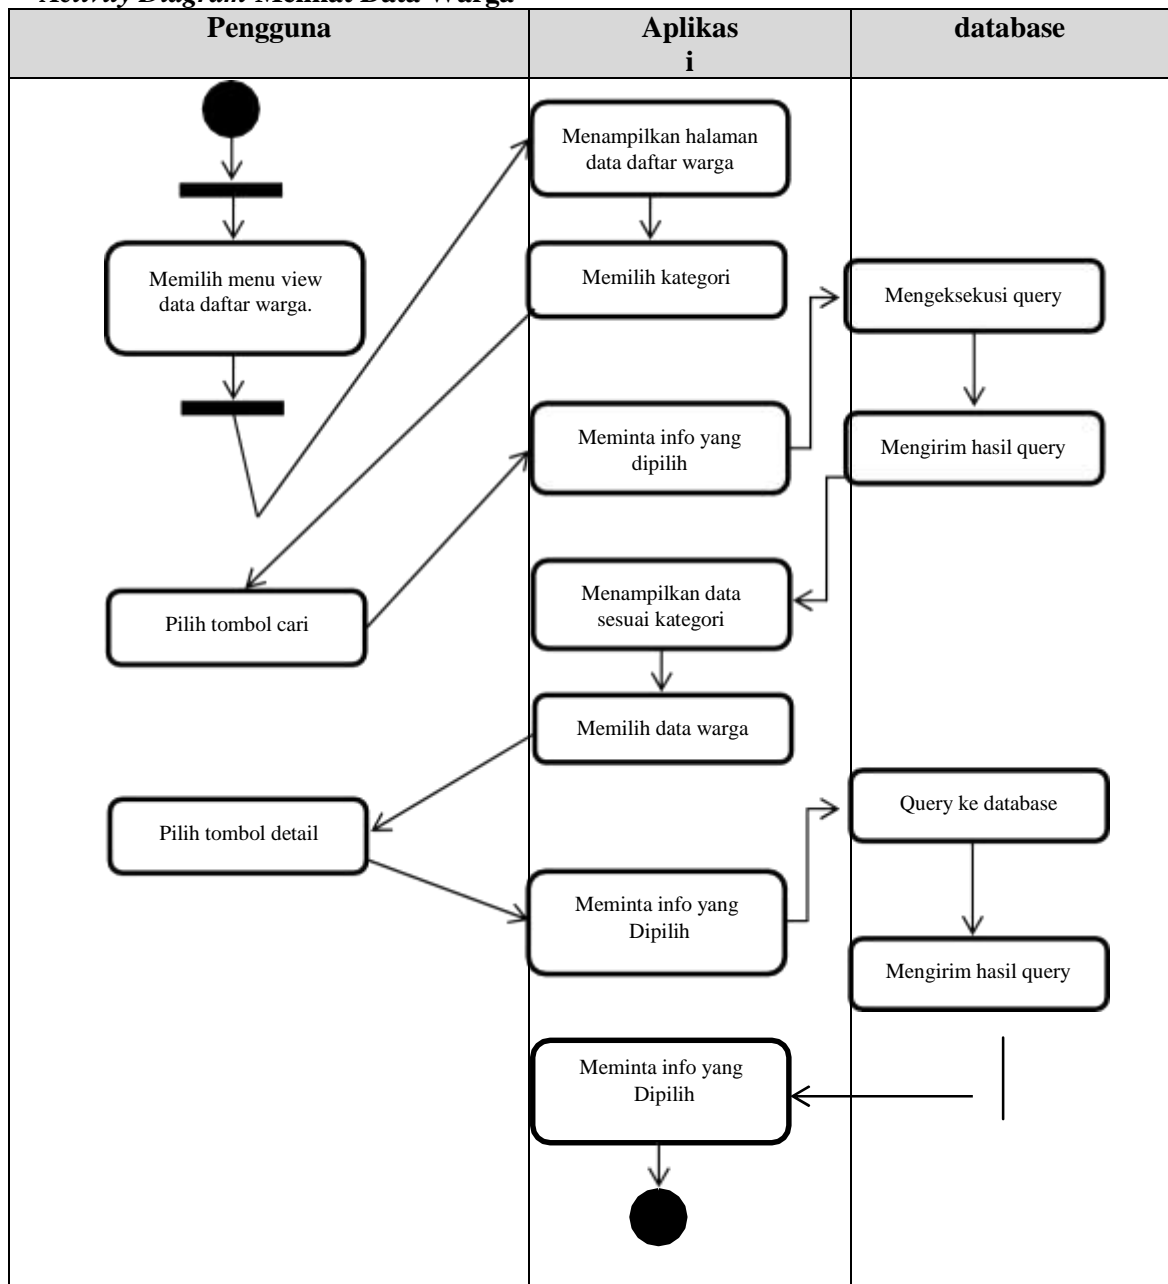 Activity Diagram Melihat Data Warga
Pengguna
Aplikas
i
database
Menampilkan halaman
data daftar warga
Memilih menu view
data daftar warga.
Memilih kategori
Mengeksekusi query
Meminta info yang
dipilih
Mengirim hasil query
Menampilkan data
sesuai kategori
Pilih tombol cari
Memilih data warga
Pilih tombol detail
Query ke database
Meminta info yang
Dipilih
Mengirim hasil query
Meminta info yang
Dipilih